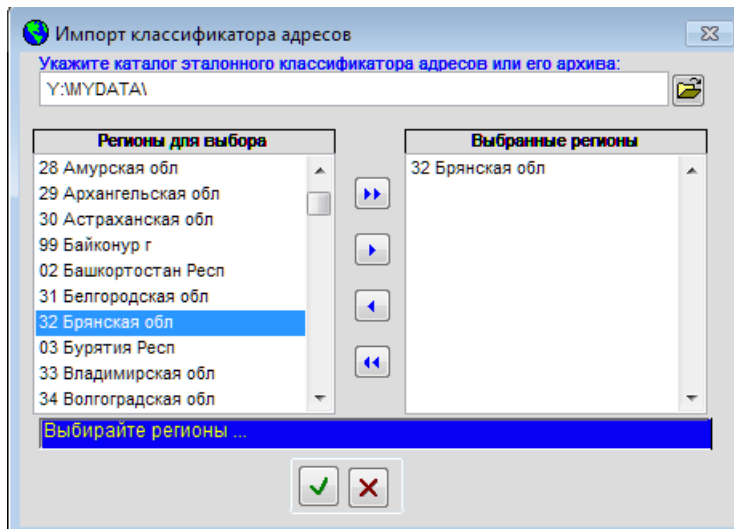 Импорт классификатора адресов
Укажите каталог эталонного классификатора адресов или его архива:
Y:\MYDATA\
Регионы для выбора
28 Амурская обл
29 Архангельская обл
30 Астраханская обл
99 Байконур г
02 Башкортостан Респ
31 Белгородская обл
32 Брянская обл
03 Бурятия Респ
33 Владимирская обл
34 Волгоградская обл
Выбранные регионы
32 Брянская обл
Выбирайте регионы ...